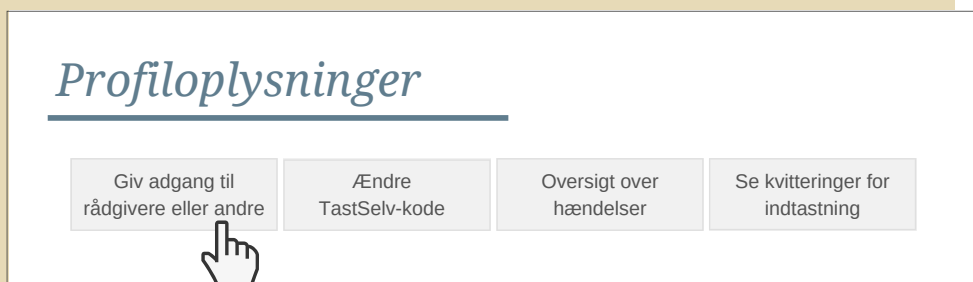 Profiloplysninger
Giv adgang til
rådgivere eller andre
Ændre
TastSelv-kode
Oversigt over
hændelser
Se kvitteringer for
indtastning